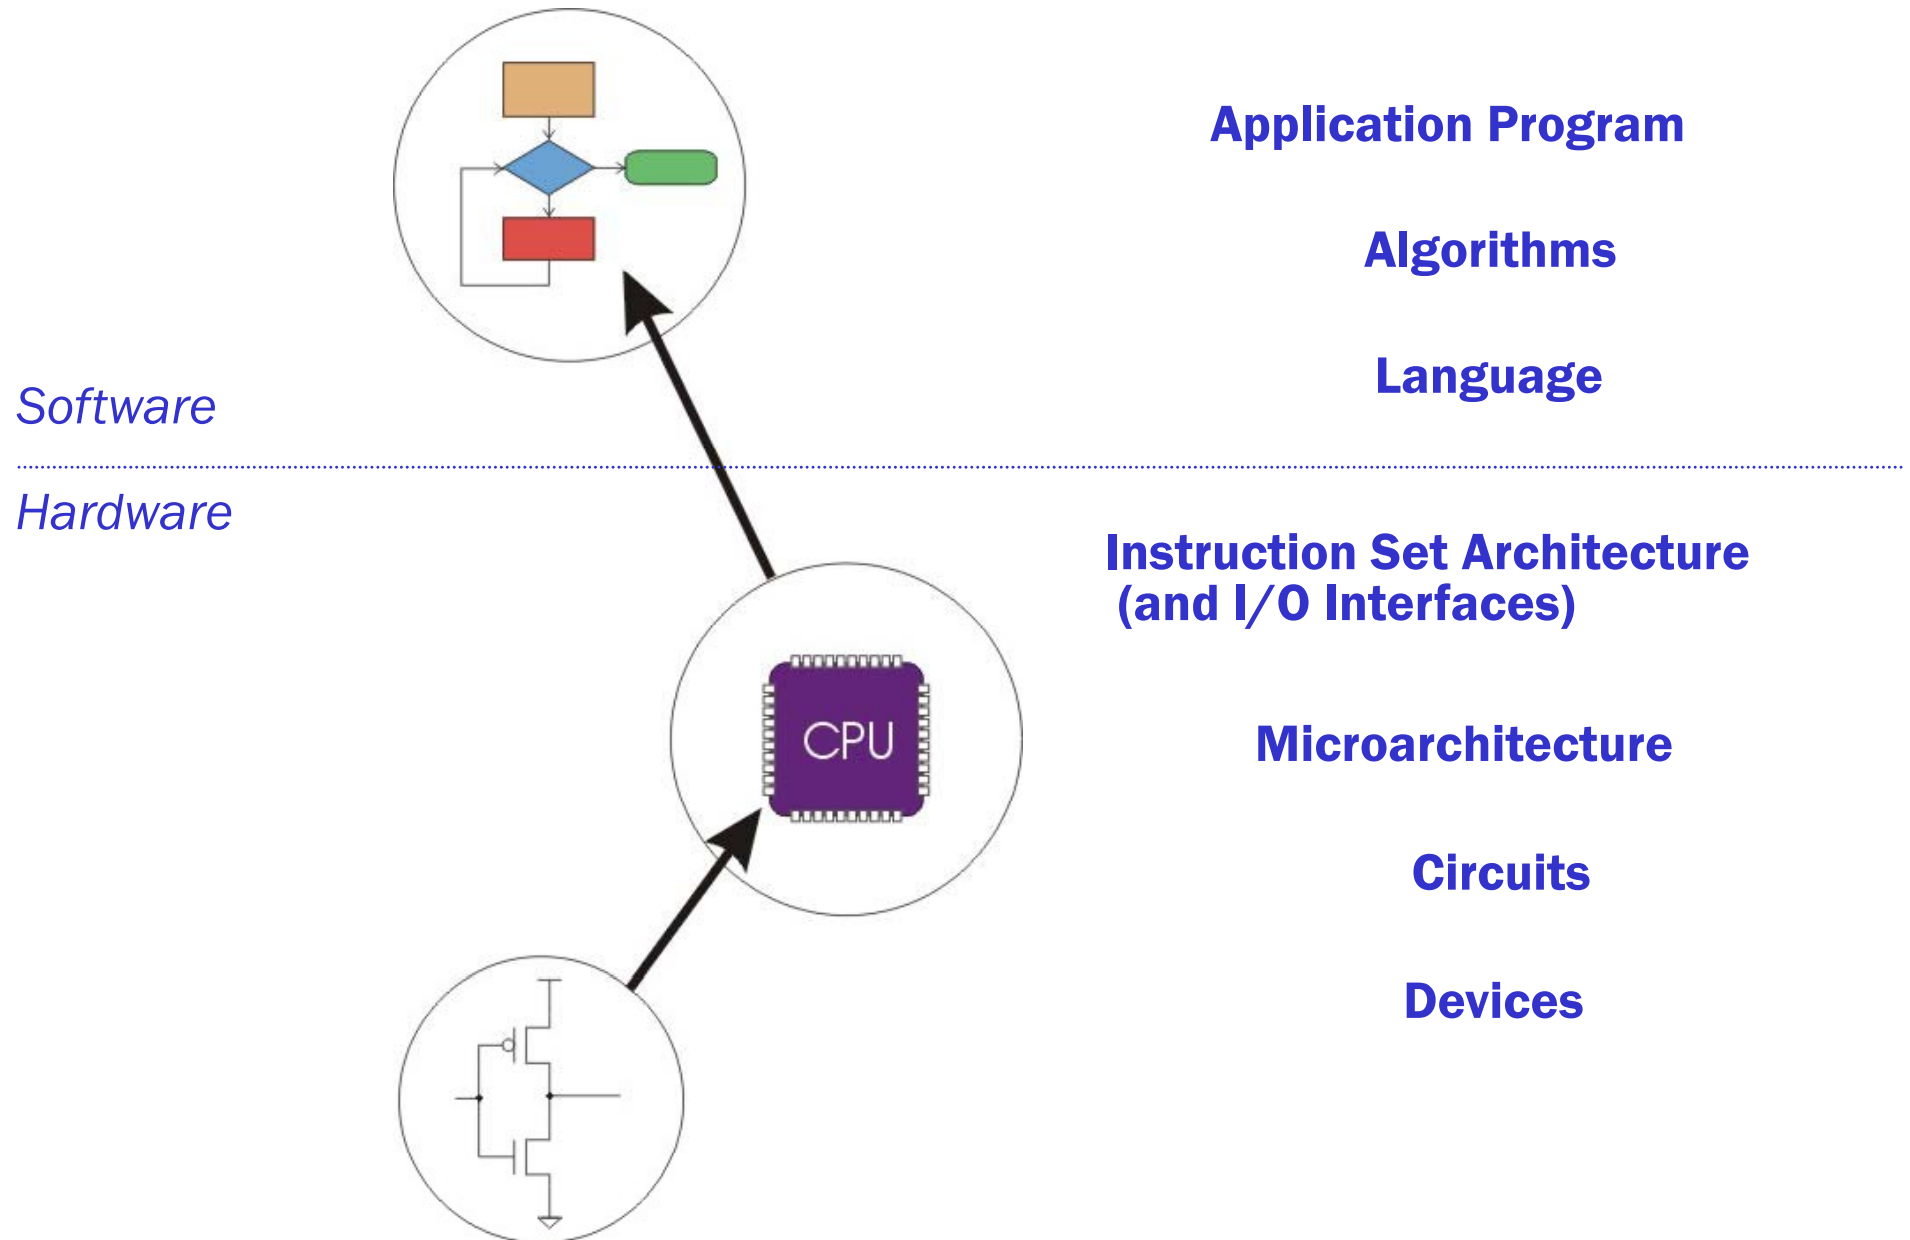 Application Program
Algorithms
Language
Software
Hardware
Instruction Set Architecture
(and I/O Interfaces)
CPU
Microarchitecture
Circuits
Devices